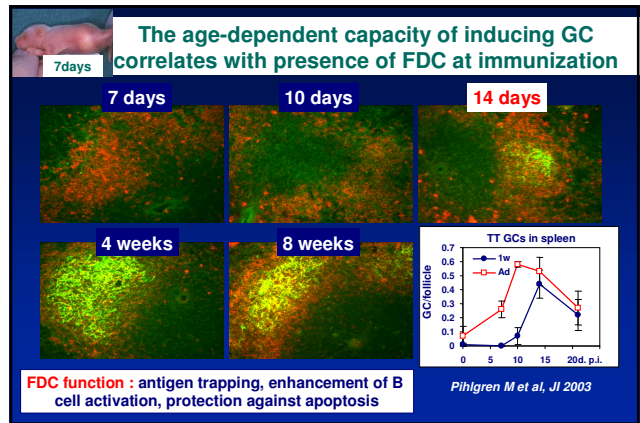 The age-dependent capacity of inducing GC
correlates with presence of FDC at immunization
7days
7 days
10 days
14 days
4 weeks
8 weeks
TT GCs in spleen
1w
Ad
GC/follicle
0.7
0.6
0.5
0.4
0.3
0.2
0.1
0
0 5 10 15 20d. p.i.
FDC function : antigen trapping, enhancement of B
cell activation, protection against apoptosis
Pihlgren M et al, JI 2003